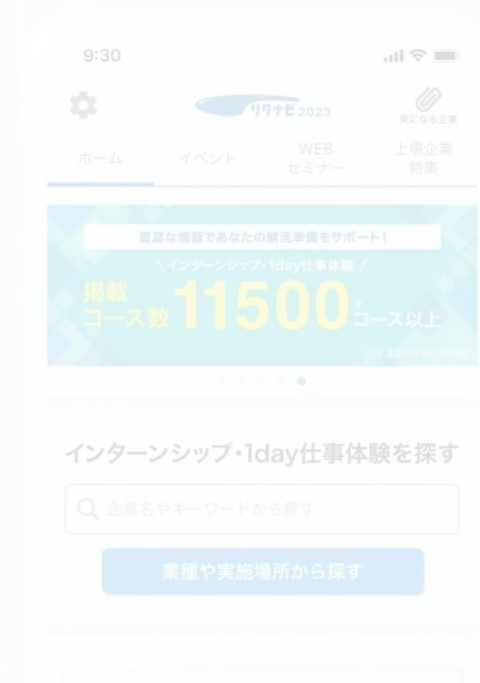 9:30
リクナビ2023
気になる企業
ホーム
イベント
WEB
セミナー
上場企業
特集
豊富な情報であなたの就活準備をサポート!
\ インターンシップ・1day仕事体験 /
掲載
コース数 11500 コース以上
インターンシップ・1day仕事体験を探す
企業名やキーワードから探す
業種や実施場所から探す